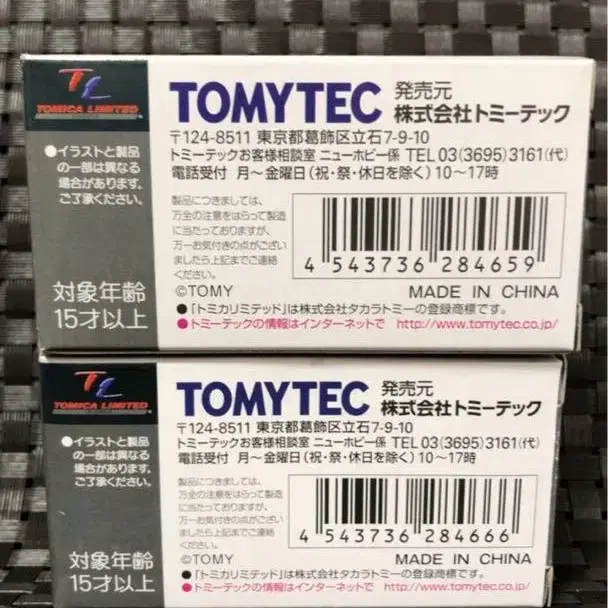 TL
TOMICA LIMITED
●イラストと製品
の一部は異なる
場合があります。
ご了承ください。
対象年齢
15才以上
TOMYTEC
発売元
株式会社トミーテック
〒124-8511 東京都葛飾区立石7-9-10
トミーテックお客様相談室 ニューホビー係 TEL 03(3695)3161(代)
電話受付 月〜金曜日(祝・祭・休日を除く)10〜17時
製品につきましては、
万全の注意をはらって製造
に当たっておりますが、
万一お気付きの点がござい
ましたら上記までご連絡
ください。
4 543736 284659
©TOMY
MADE IN CHINA
●「トミカリミテッド」は株式会社タカラトミーの登録商標です。
●トミーテックの情報はインターネットで http://www.tomytec.co.jp/
TL
TOMICA LIMITED
●イラストと製品
の一部は異なる
場合があります。
ご了承ください。
対象年齢
15才以上
TOMYTEC
発売元
株式会社トミーテック
〒124-8511 東京都葛飾区立石7-9-10
トミーテックお客様相談室 ニューホビー係 TEL 03(3695)3161(代)
電話受付 月〜金曜日(祝・祭・休日を除く)10〜17時
製品につきましては、
万全の注意をはらって製造
に当たっておりますが、
万一お気付きの点がござい
ましたら上記までご連絡
ください。
4 543736 284666
©TOMY
MADE IN CHINA
●「トミカリミテッド」は株式会社タカラトミーの登録商標です。
●トミーテックの情報はインターネットで http://www.tomytec.co.jp/